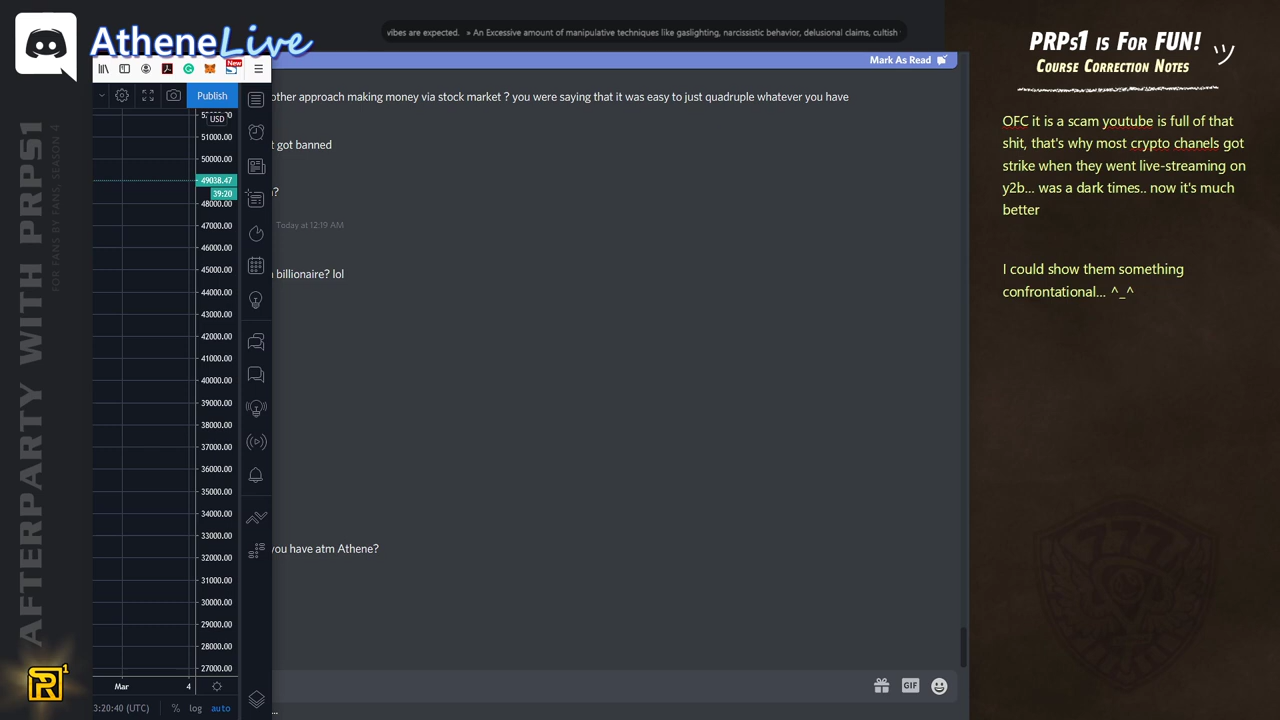 AtheneLive
vibes are expected.   » An Excessive amount of manipulative techniques like gaslighting, narcissistic behavior, delusional claims, cultish
Mark As Read
New
Publish
other approach making money via stock market ? you were saying that it was easy to just quadruple whatever you have
USD
51000.00
50000.00
t got banned
49038.47
39:20
?
48000.00
47000.00
Today at 12:19 AM
46000.00
45000.00
billionaire? lol
44000.00
43000.00
42000.00
41000.00
40000.00
39000.00
38000.00
37000.00
36000.00
35000.00
34000.00
33000.00
you have atm Athene?
32000.00
31000.00
30000.00
29000.00
28000.00
27000.00
Mar
4
GIF
3:20:40 (UTC)
%
log
auto
...
AFTERPARTY WITH PRPS1
FOR FANS BY FANS, SEASON 4
PRPS1 IS FOR FUN! ツ
COURSE CORRECTION NOTES
OFC it is a scam youtube is full of that
shit, that's why most crypto chanels got
strike when they went live-streaming on
y2b... was a dark times.. now it's much
better
I could show them something
confrontational... ^_^